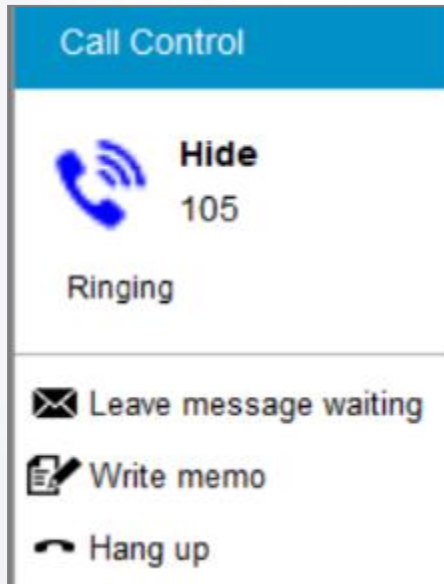 Call Control
Hide
105
Ringing
Leave message waiting
Write memo
Hang up